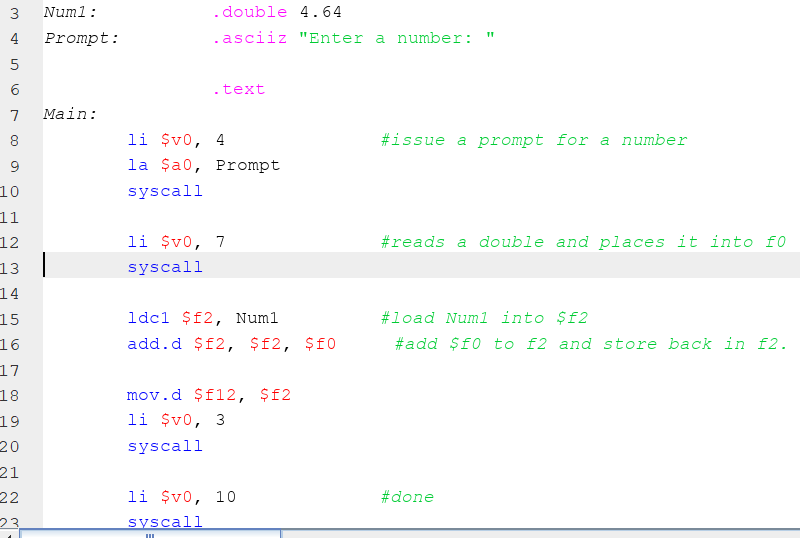 3 Num1: .double 4.64
4 Prompt: .asciiz "Enter a number: "
5
6 .text
7 Main:
8 li $v0, 4 #issue a prompt for a number
9 la $a0, Prompt
10 syscall
11
12 li $v0, 7 #reads a double and places it into f0
13 syscall
14
15 ldc1 $f2, Num1 #load Num1 into $f2
16 add.d $f2, $f2, $f0 #add $f0 to f2 and store back in f2.
17
18 mov.d $f12, $f2
19 li $v0, 3
20 syscall
21
22 li $v0, 10 #done
23 syscall